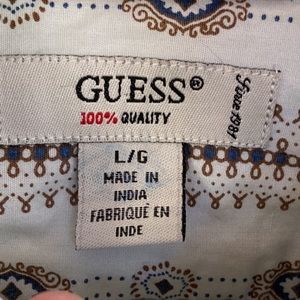 GUESS®
100% QUALITY
Since 1981
L/G
MADE IN
INDIA
FABRIQUÉ EN
INDE